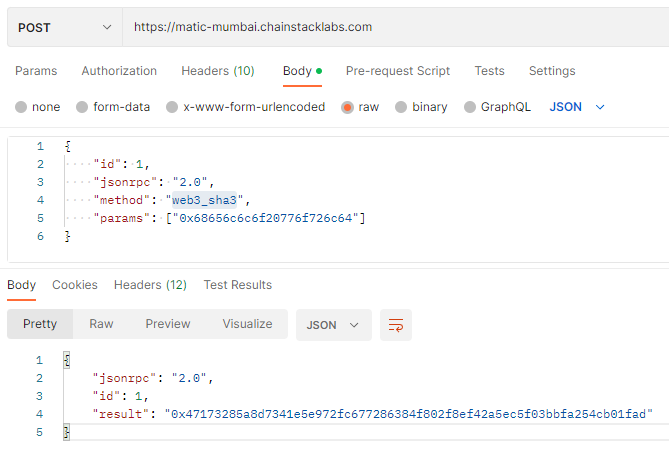 POST https://matic-mumbai.chainstacklabs.com
Params Authorization Headers (10) Body Pre-request Script Tests Settings
none form-data x-www-form-urlencoded raw binary GraphQL JSON
1 {
2 "id": 1,
3 "jsonrpc": "2.0",
4 "method": "web3_sha3",
5 "params": ["0x68656c6c6f20776f726c64"]
6 }
Body Cookies Headers (12) Test Results
Pretty Raw Preview Visualize JSON
1 {
2 "jsonrpc": "2.0",
3 "id": 1,
4 "result": "0x47173285a8d7341e5e972fc677286384f802f8ef42a5ec5f03bbfa254cb01fad"
5 }